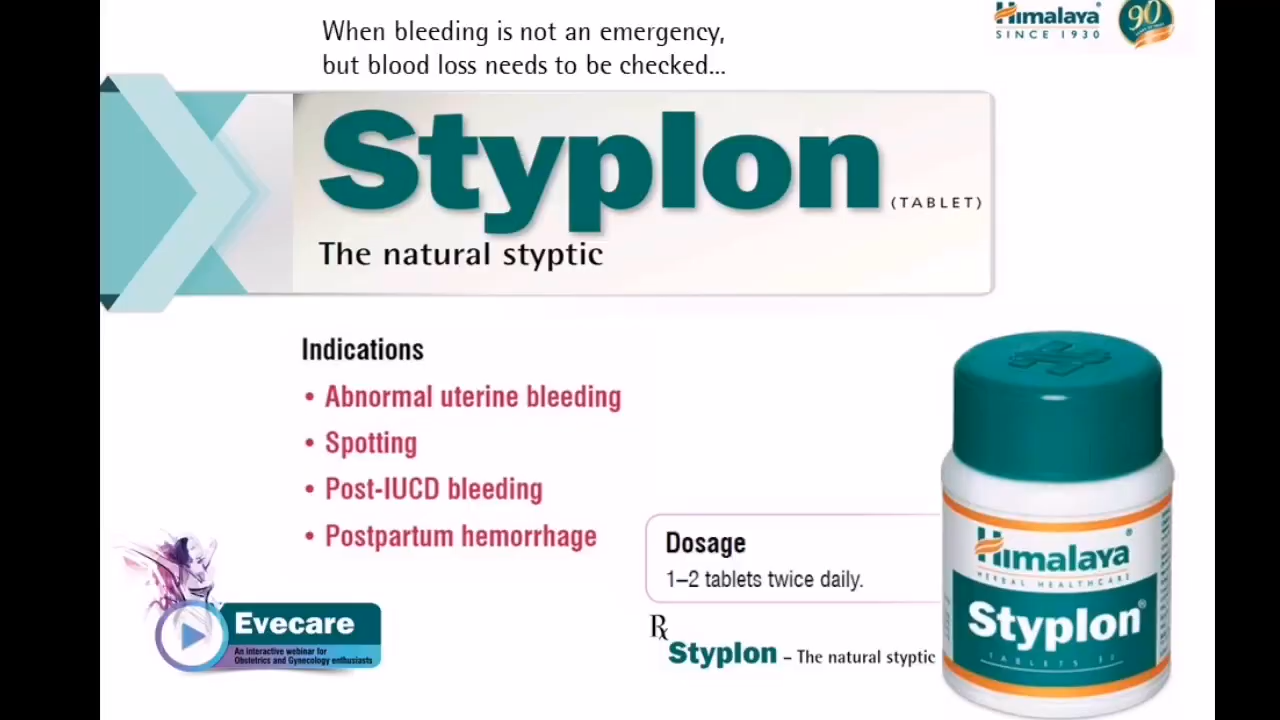 When bleeding is not an emergency,
but blood loss needs to be checked...
Himalaya
SINCE 1930
90
Styplon
(TABLET)
The natural styptic
Indications
• Abnormal uterine bleeding
• Spotting
• Post-IUCD bleeding
• Postpartum hemorrhage
Dosage
1–2 tablets twice daily.
Rx
Styplon – The natural styptic
Evecare
An interactive webinar for
Obstetrics and Gynecology enthusiasts
Himalaya
HERBAL HEALTHCARE
Styplon®